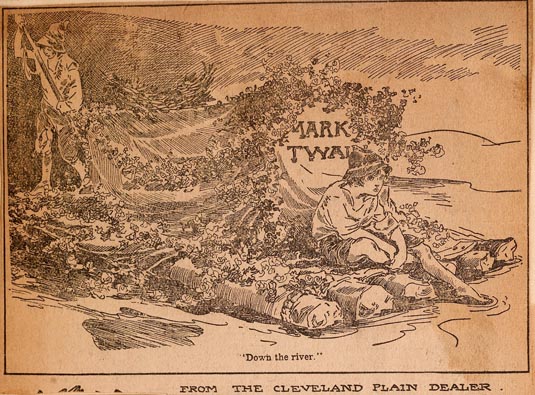 MARK
TWAIN
"Down the river."
FROM THE CLEVELAND PLAIN DEALER.